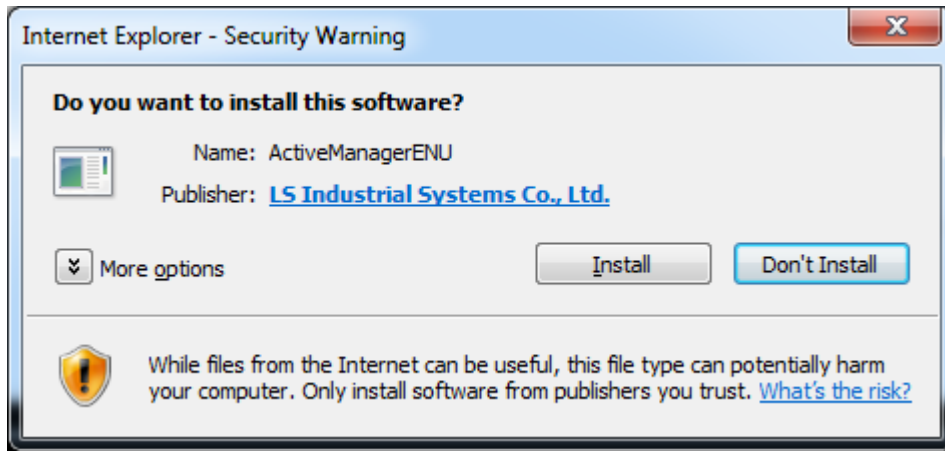 Internet Explorer - Security Warning
Do you want to install this software?
Name: ActiveManagerENU
Publisher: LS Industrial Systems Co., Ltd.
More options
Install
Don't Install
While files from the Internet can be useful, this file type can potentially harm
your computer. Only install software from publishers you trust. What's the risk?